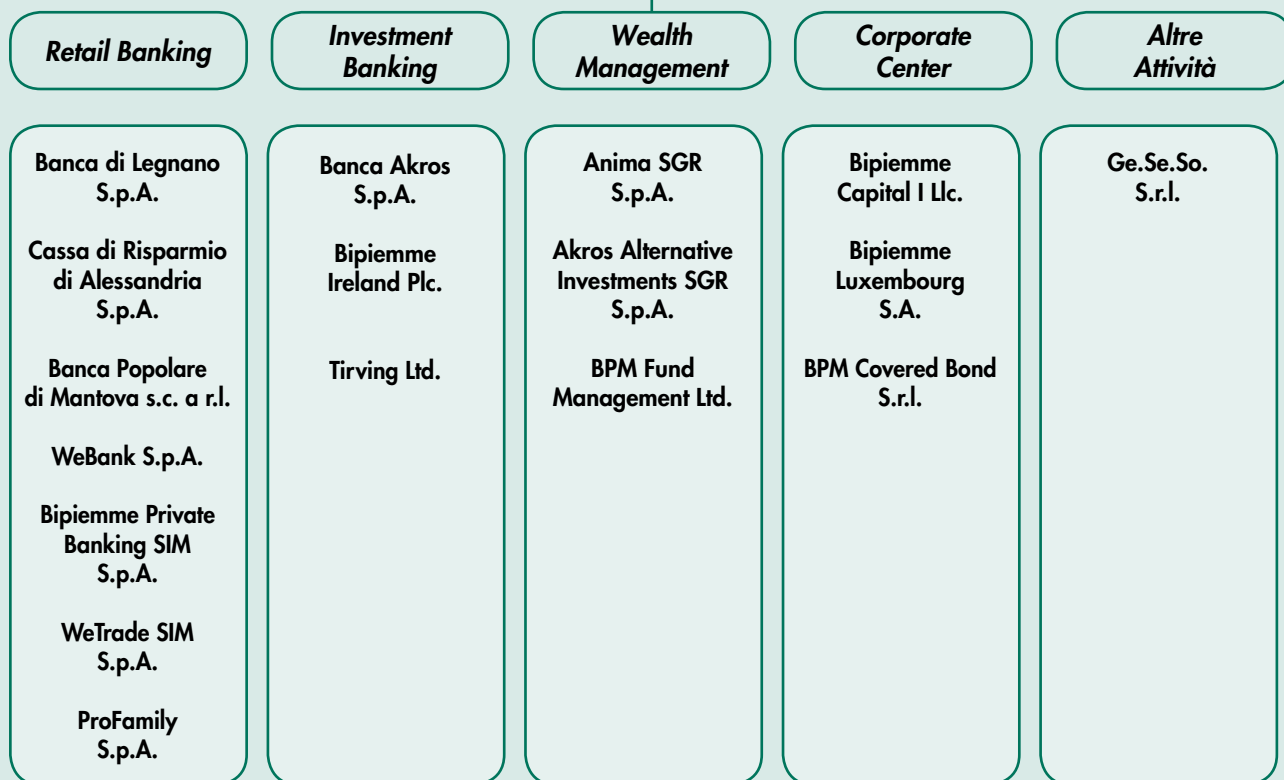 Retail Banking
Investment
Banking
Wealth
Management
Corporate
Center
Altre
Attività
Banca di Legnano
S.p.A.
Cassa di Risparmio
di Alessandria
S.p.A.
Banca Popolare
di Mantova s.c. a r.l.
WeBank S.p.A.
Bipiemme Private
Banking SIM
S.p.A.
WeTrade SIM
S.p.A.
ProFamily
S.p.A.
Banca Akros
S.p.A.
Bipiemme
Ireland Plc.
Tirving Ltd.
Anima SGR
S.p.A.
Akros Alternative
Investments SGR
S.p.A.
BPM Fund
Management Ltd.
Bipiemme
Capital I Llc.
Bipiemme
Luxembourg
S.A.
BPM Covered Bond
S.r.l.
Ge.Se.So.
S.r.l.